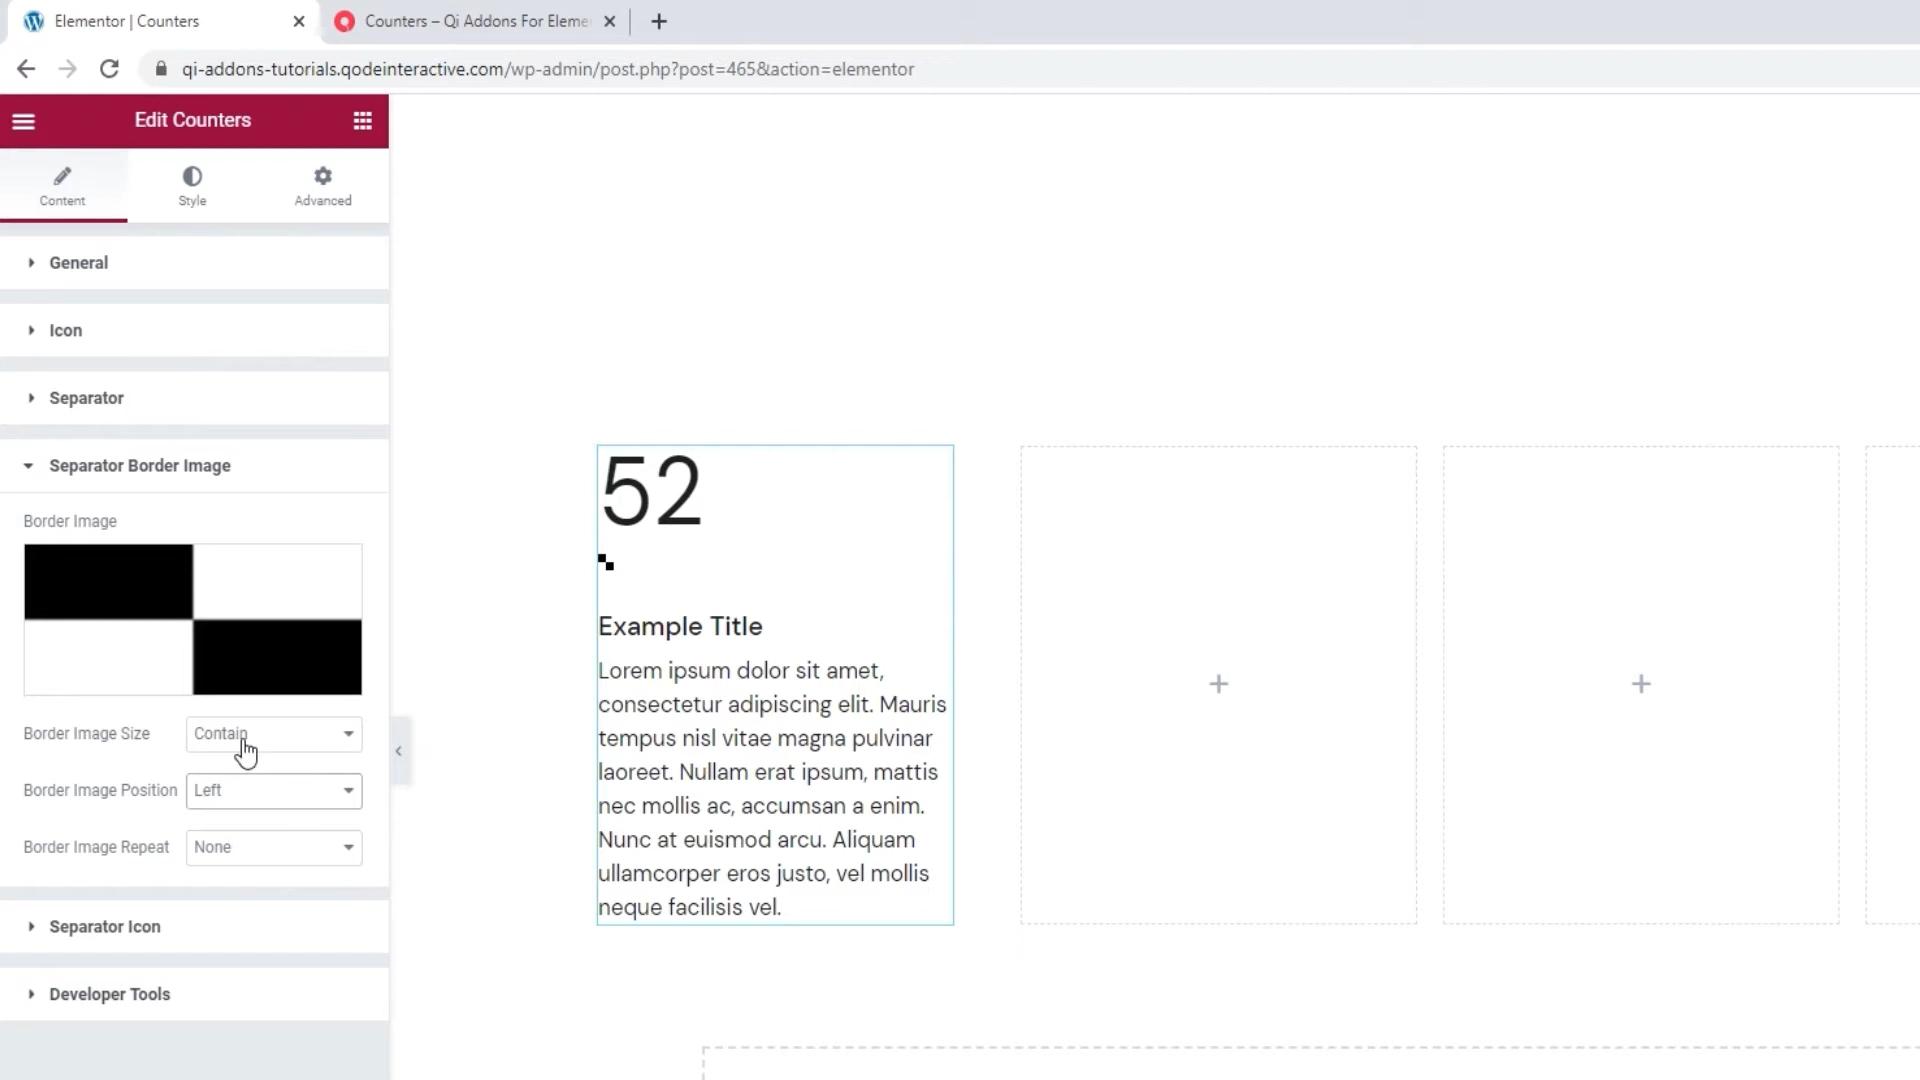 Elementor | Counters
Counters – Qi Addons For Eleme
qi-addons-tutorials.qodeinteractive.com/wp-admin/post.php?post=465&action=elementor
Edit Counters
Content
Style
Advanced
General
Icon
Separator
Separator Border Image
Border Image
Border Image Size
Contain
Border Image Position
Left
Border Image Repeat
None
Separator Icon
Developer Tools
52
Example Title
Lorem ipsum dolor sit amet,
consectetur adipiscing elit. Mauris
tempus nisl vitae magna pulvinar
laoreet. Nullam erat ipsum, mattis
nec mollis ac, accumsan a enim.
Nunc at euismod arcu. Aliquam
ullamcorper eros justo, vel mollis
neque facilisis vel.